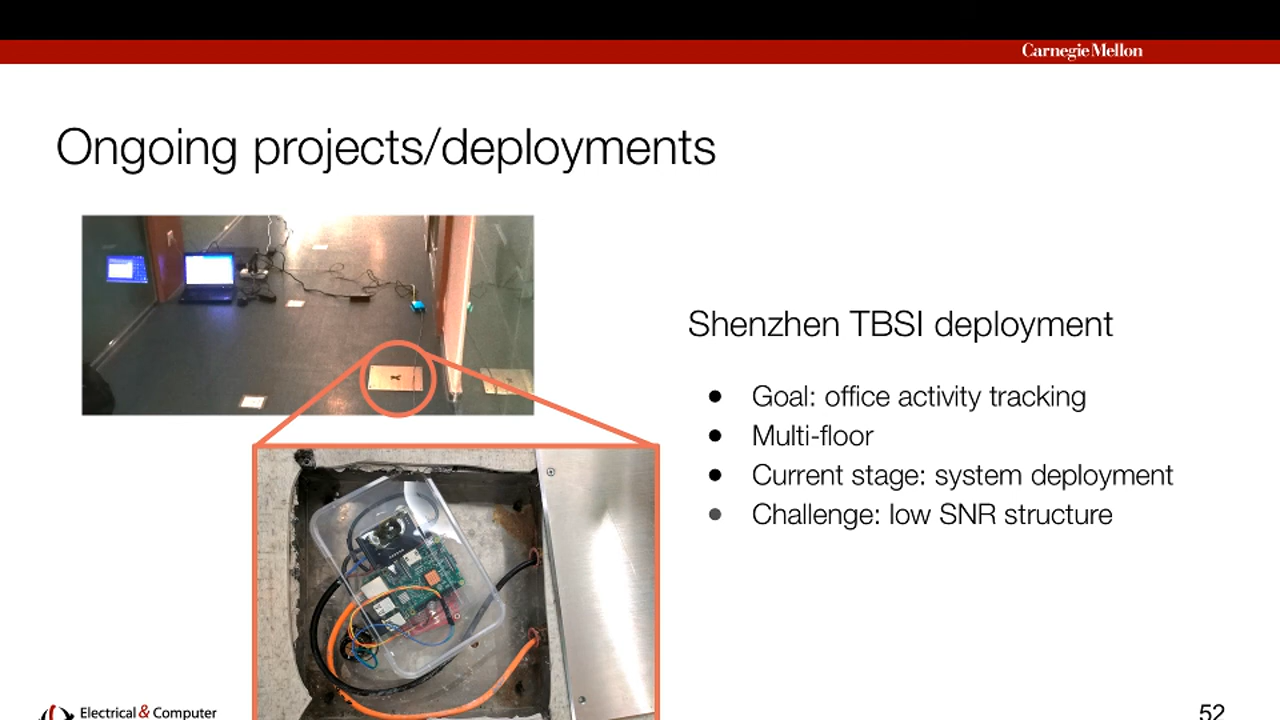 Carnegie Mellon
Ongoing projects/deployments
Shenzhen TBSI deployment
● Goal: office activity tracking
● Multi-floor
● Current stage: system deployment
● Challenge: low SNR structure
Electrical & Computer
52